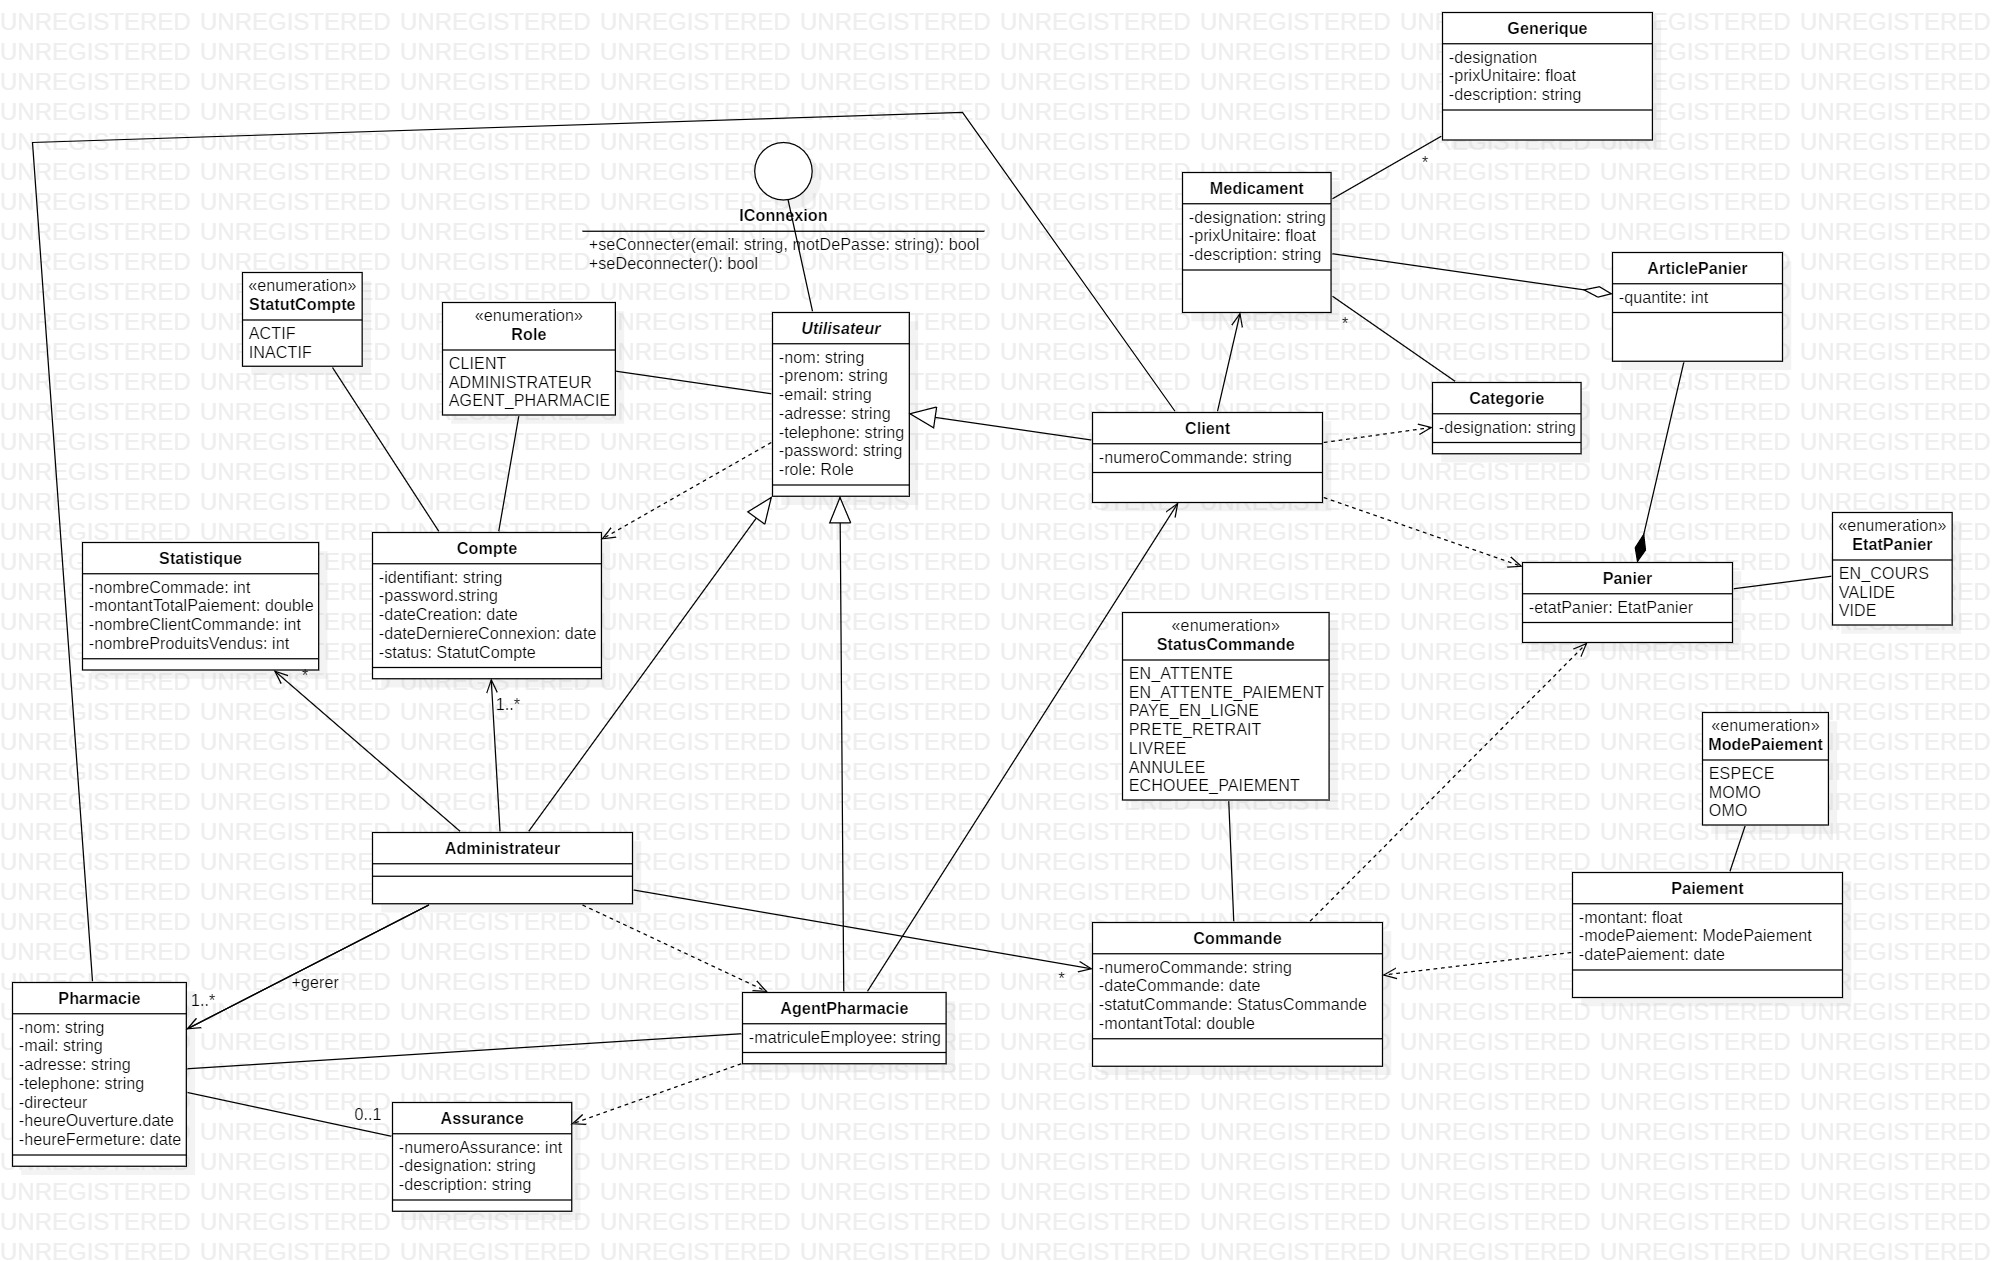 Generique
-designation
-prixUnitaire: float
-description: string
*
Medicament
-designation: string
-prixUnitaire: float
-description: string
*
IConnexion
+seConnecter(email: string, motDePasse: string): bool
+seDeconnecter(): bool
ArticlePanier
-quantite: int
«enumeration»
StatutCompte
ACTIF
INACTIF
«enumeration»
Role
CLIENT
ADMINISTRATEUR
AGENT_PHARMACIE
Utilisateur
-nom: string
-prenom: string
-email: string
-adresse: string
-telephone: string
-password: string
-role: Role
Client
-numeroCommande: string
Categorie
-designation: string
Statistique
-nombreCommade: int
-montantTotalPaiement: double
-nombreClientCommande: int
-nombreProduitsVendus: int
*
Compte
-identifiant: string
-password.string
-dateCreation: date
-dateDerniereConnexion: date
-status: StatutCompte
1..*
Panier
-etatPanier: EtatPanier
«enumeration»
EtatPanier
EN_COURS
VALIDE
VIDE
«enumeration»
StatusCommande
EN_ATTENTE
EN_ATTENTE_PAIEMENT
PAYE_EN_LIGNE
PRETE_RETRAIT
LIVREE
ANNULEE
ECHOUEE_PAIEMENT
«enumeration»
ModePaiement
ESPECE
MOMO
OMO
Administrateur
Paiement
-montant: float
-modePaiement: ModePaiement
-datePaiement: date
Commande
-numeroCommande: string
-dateCommande: date
-statutCommande: StatusCommande
-montantTotal: double
*
+gerer
1..*
Pharmacie
-nom: string
-mail: string
-adresse: string
-telephone: string
-directeur
-heureOuverture.date
-heureFermeture: date
AgentPharmacie
-matriculeEmployee: string
0..1
Assurance
-numeroAssurance: int
-designation: string
-description: string